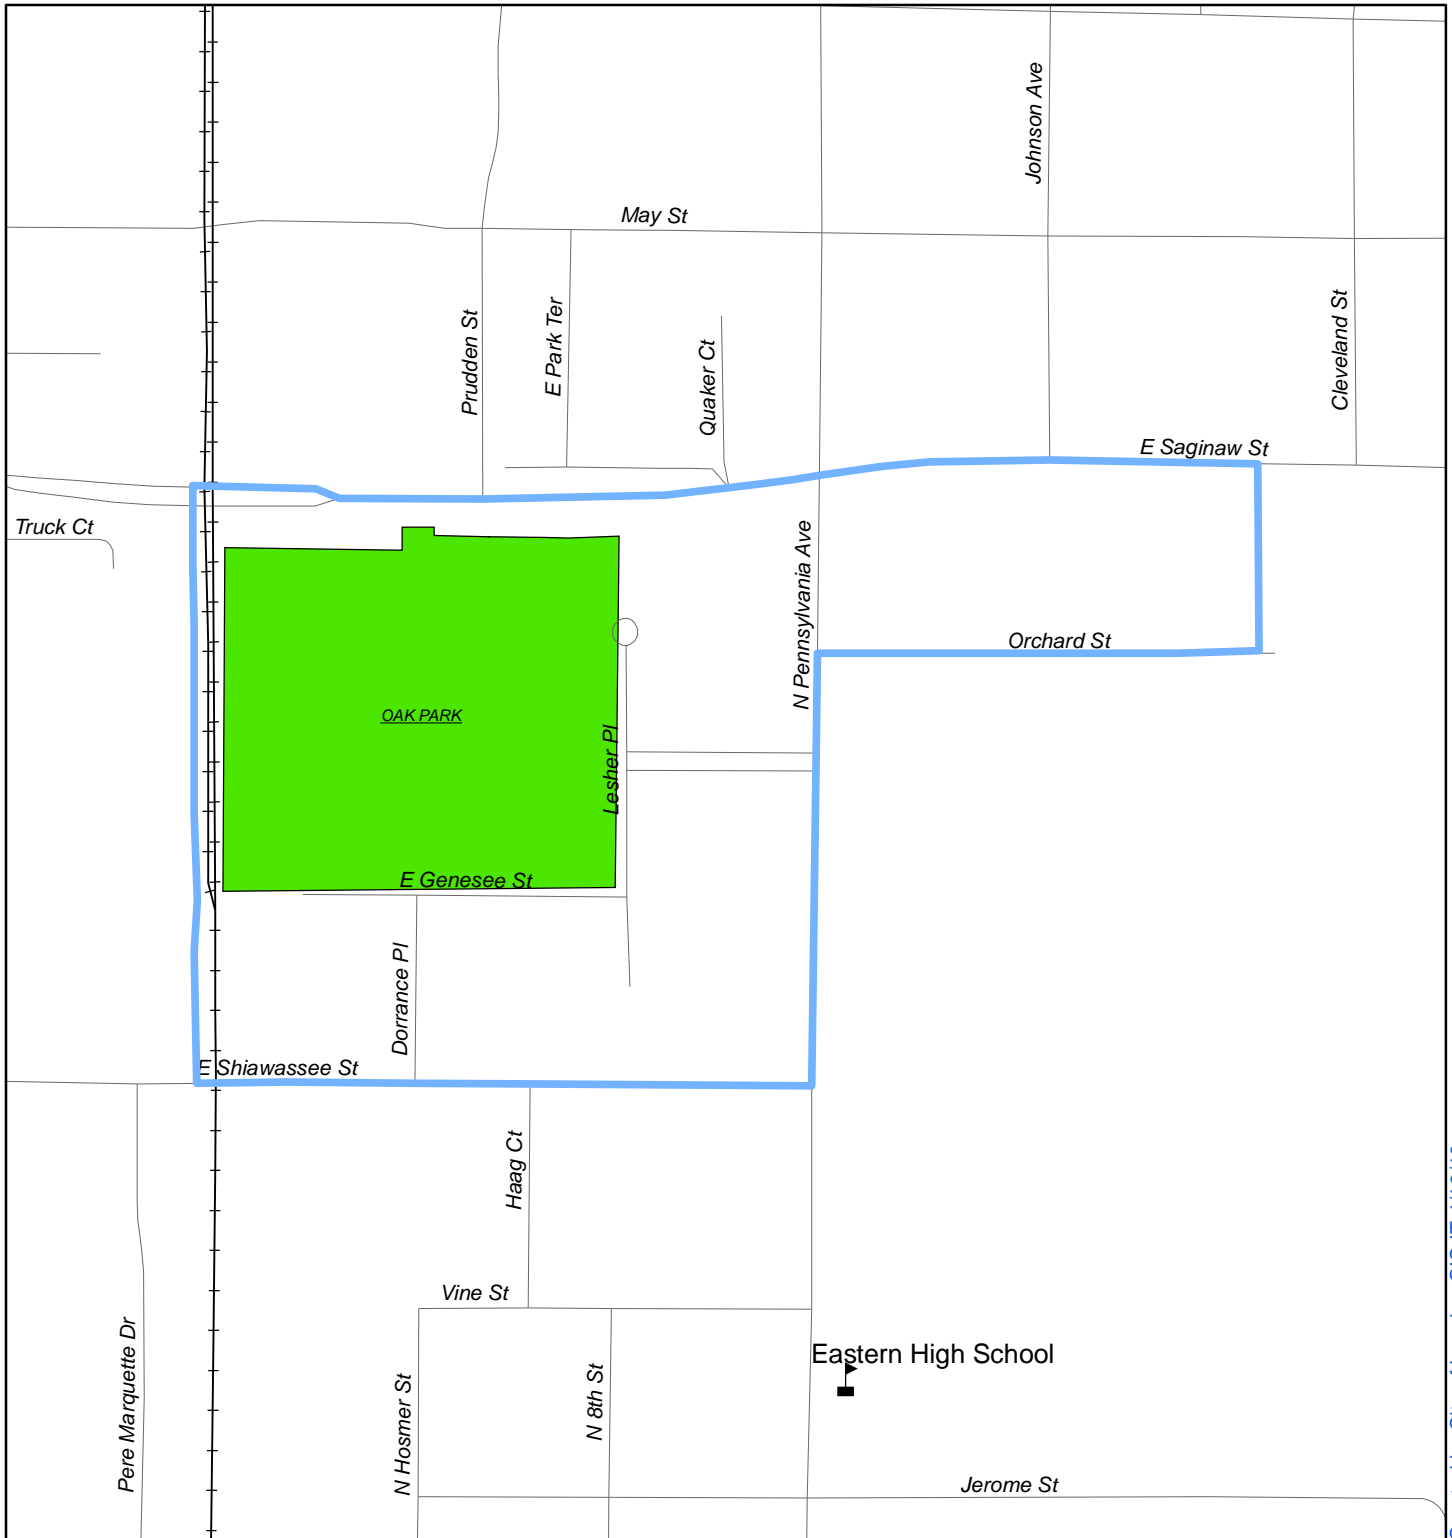 Johnson Ave
May St
Prudden St
E Park Ter
Quaker Ct
Cleveland St
E Saginaw St
Truck Ct
N Pennsylvania Ave
Orchard St
OAK PARK
Lesher Pl
E Genesee St
Dorrance Pl
E Shiawassee St
Haag Ct
Vine St
Eastern High School
Pere Marquette Dr
N Hosmer St
N 8th St
Jerome St